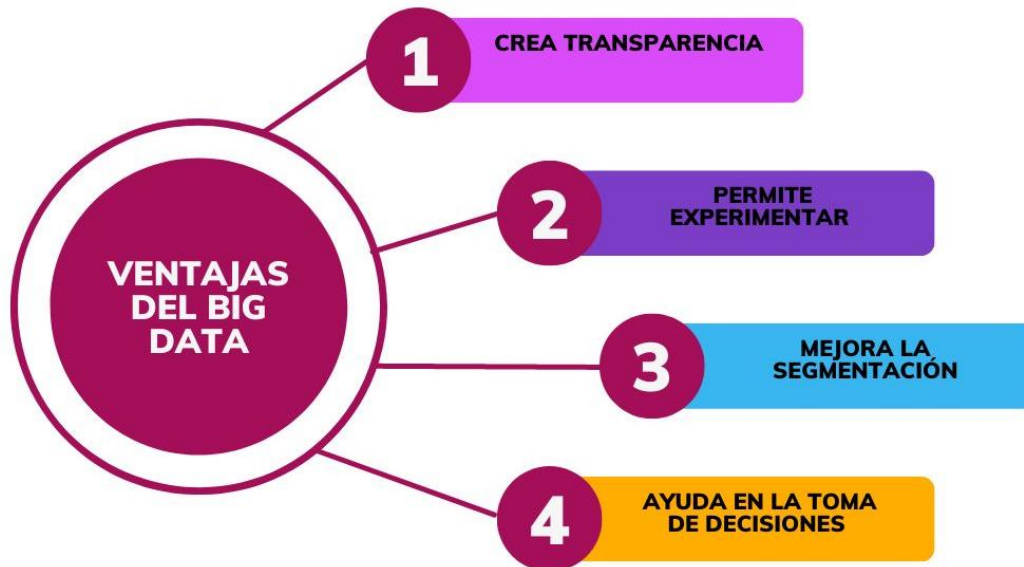 VENTAJAS
DEL BIG
DATA
1
CREA TRANSPARENCIA
2
PERMITE
EXPERIMENTAR
3
MEJORA LA
SEGMENTACIÓN
4
AYUDA EN LA TOMA
DE DECISIONES